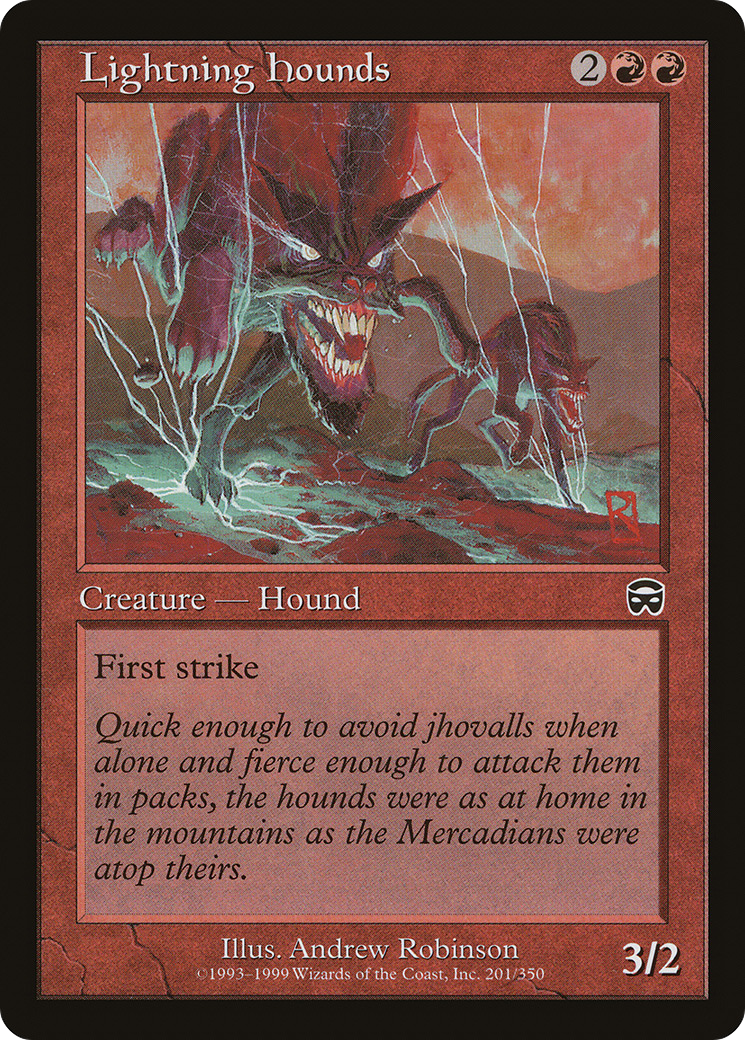 Lightning Hounds
2
Creature — Hound
First strike
Quick enough to avoid jhovalls when
alone and fierce enough to attack them
in packs, the hounds were as at home in
the mountains as the Mercadians were
atop theirs.
Illus. Andrew Robinson
©1993–1999 Wizards of the Coast, Inc. 201/350
3/2